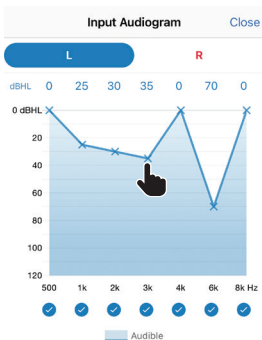 Input Audiogram Close
L R
dBHL 0 25 30 35 0 70 0
0 dBHL
20
40
60
80
100
120
500 1k 2k 3k 4k 6k 8k Hz
Audible